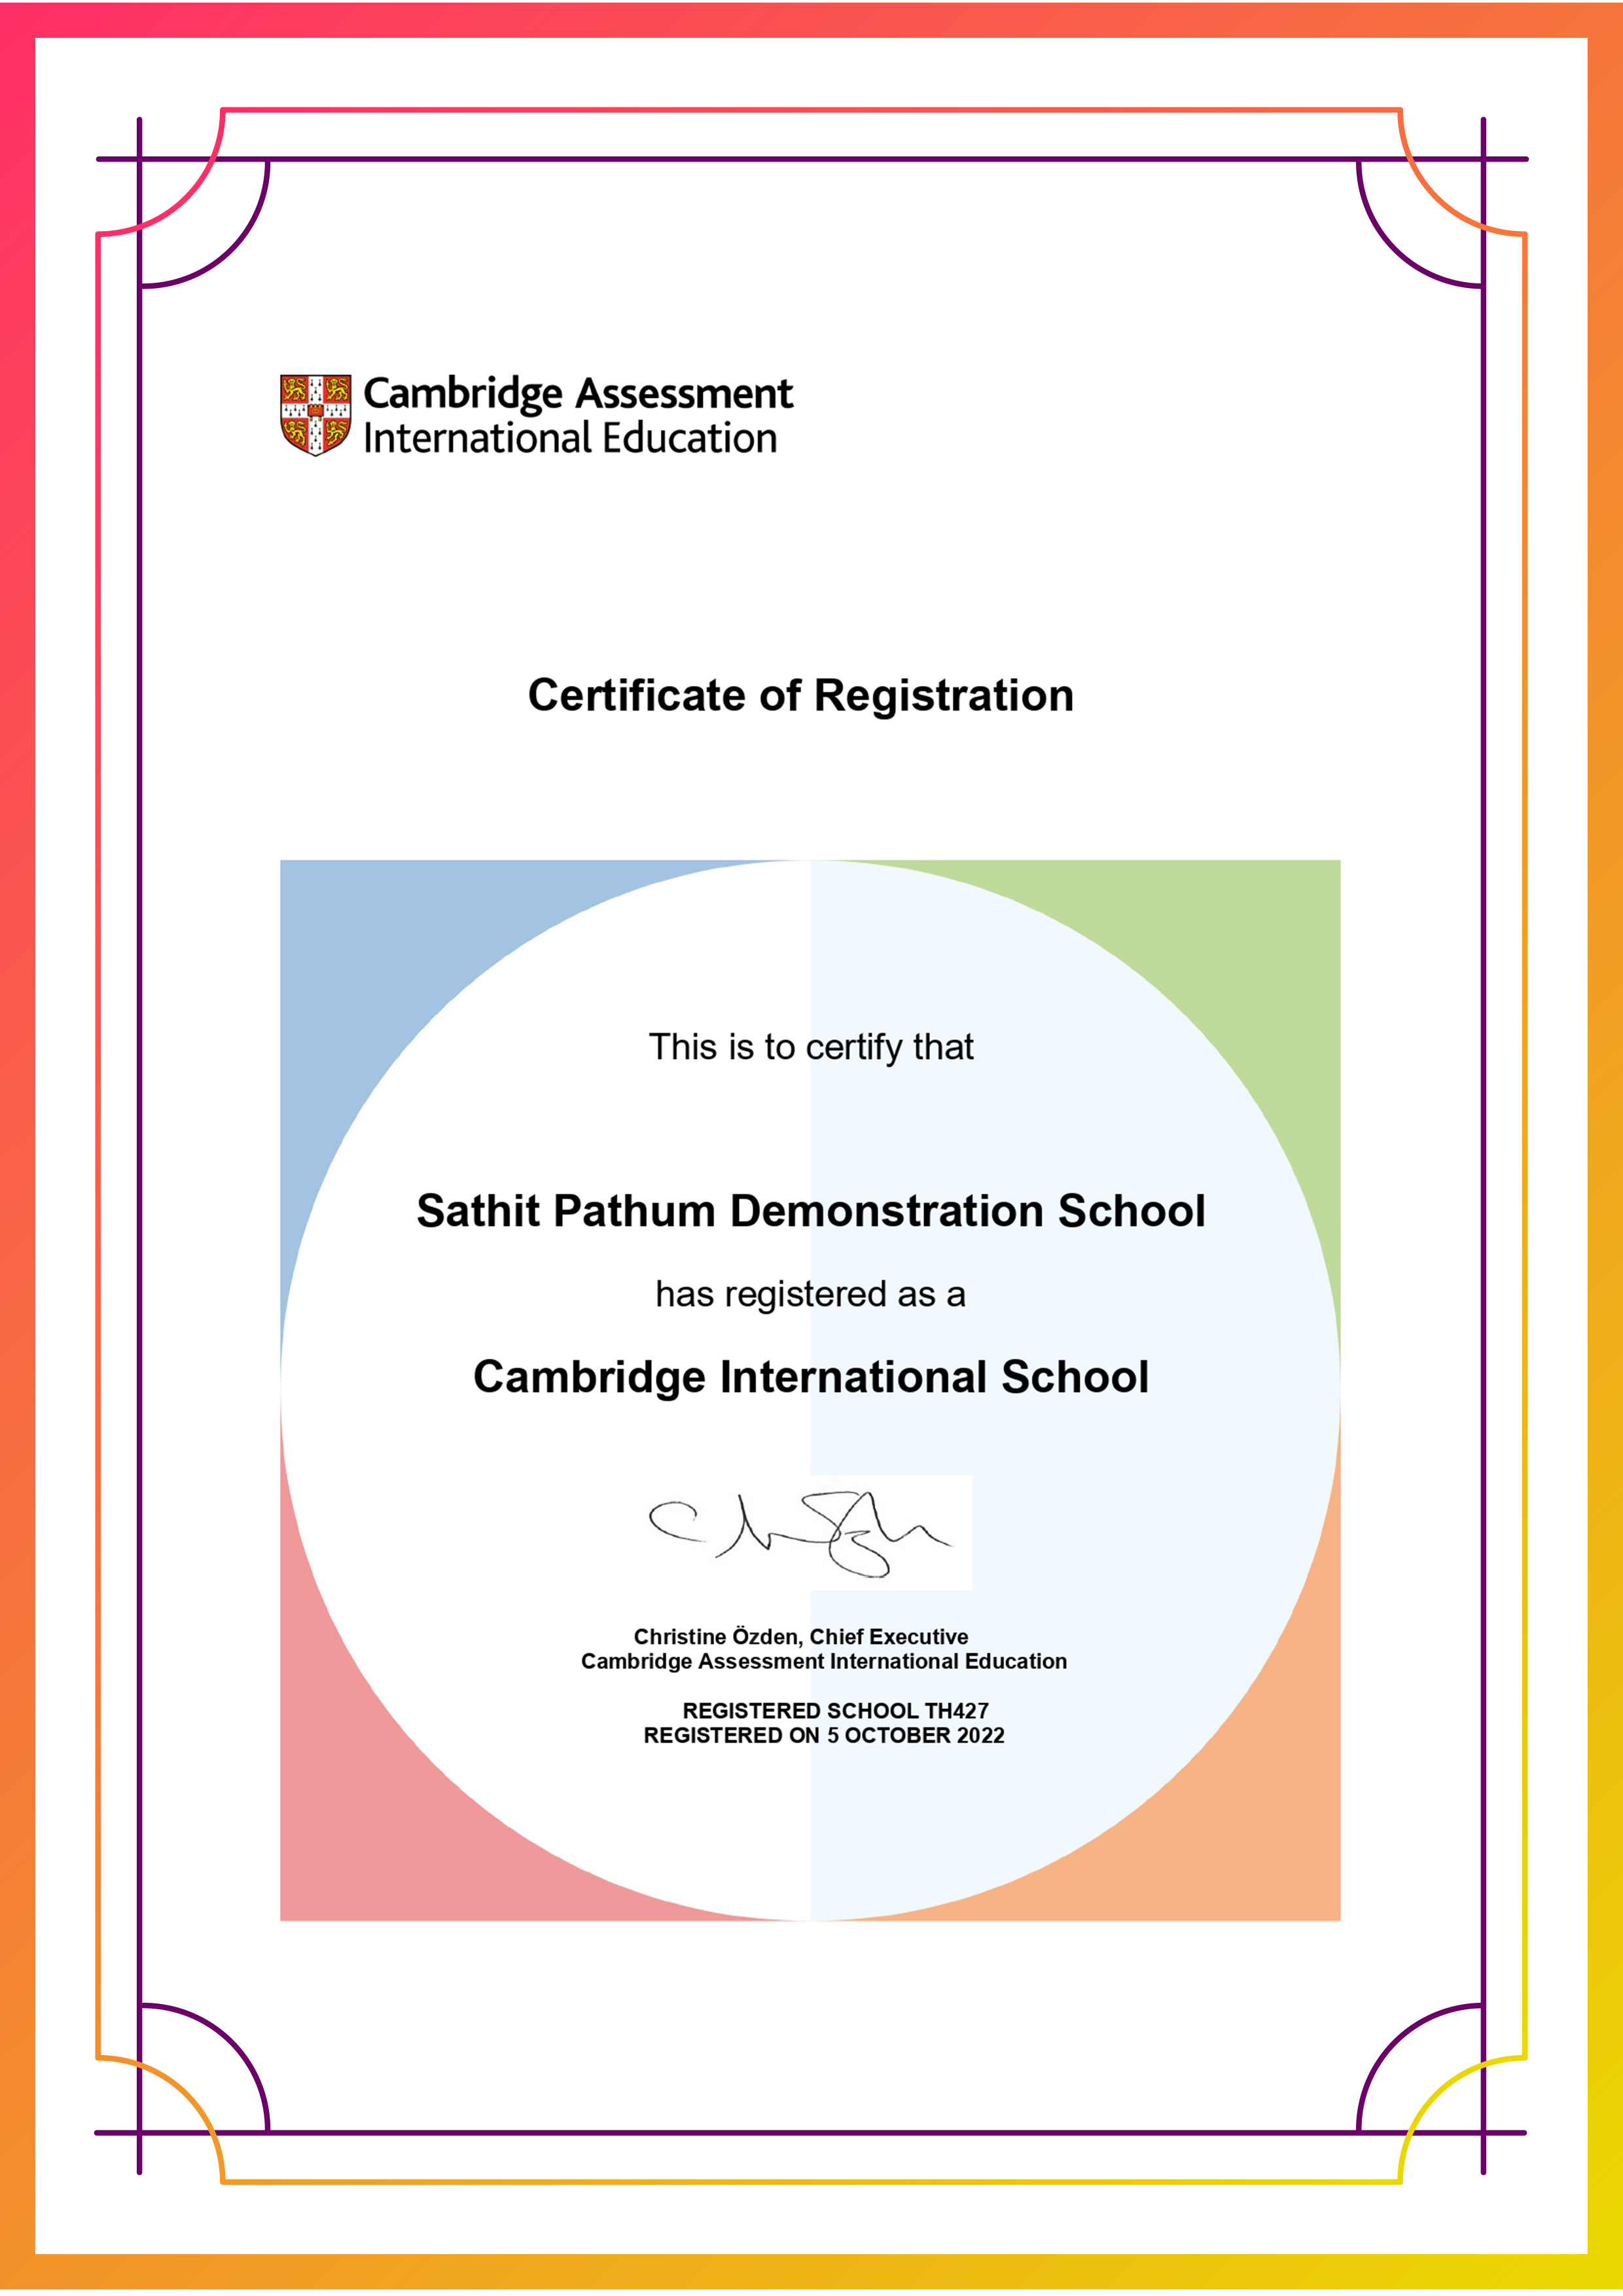 Cambridge Assessment
International Education
Certificate of Registration
This is to certify that
Sathit Pathum Demonstration School
has registered as a
Cambridge International School
Christine Özden, Chief Executive
Cambridge Assessment International Education
REGISTERED SCHOOL TH427
REGISTERED ON 5 OCTOBER 2022